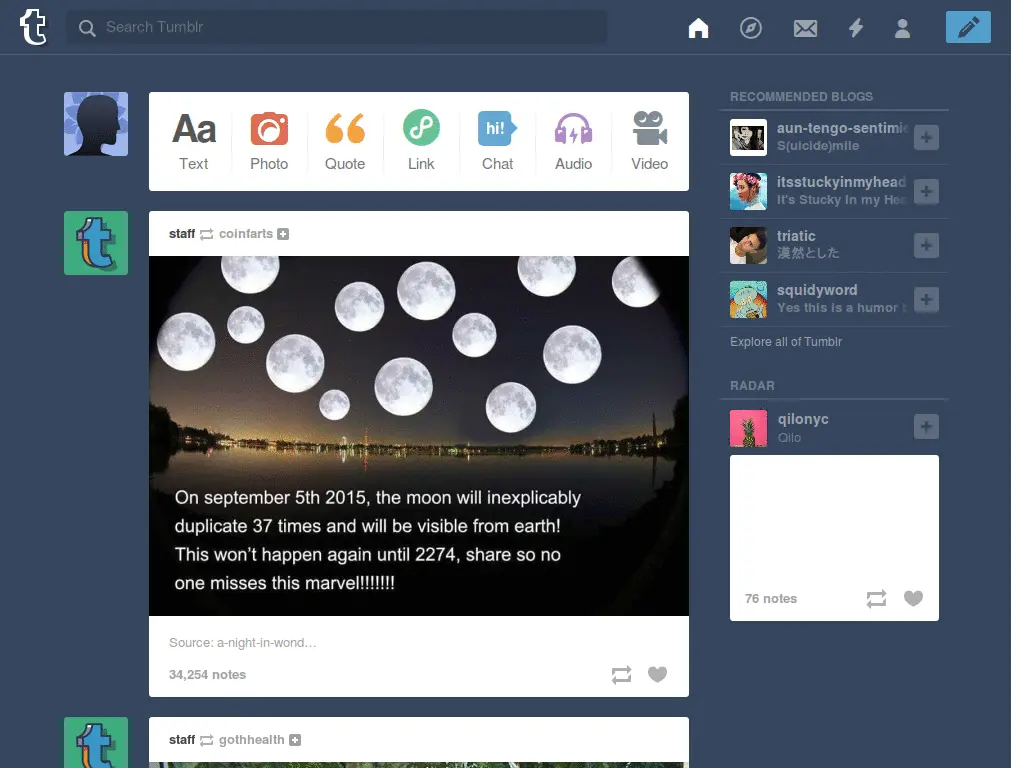 Search Tumblr
Aa
hi!
Text
Photo
Quote
Link
Chat
Audio
Video
staff coinfarts
On september 5th 2015, the moon will inexplicably
duplicate 37 times and will be visible from earth!
This won't happen again until 2274, share so no
one misses this marvel!!!!!!!
Source: a-night-in-wond…
34,254 notes
staff gothhealth
RECOMMENDED BLOGS
aun-tengo-sentimie
S(uicide)mile
itsstuckyinmyhead
It's Stucky In my Hea
triatic
漠然とした
squidyword
Yes this is a humor b
Explore all of Tumblr
RADAR
qilonyc
Qilo
76 notes